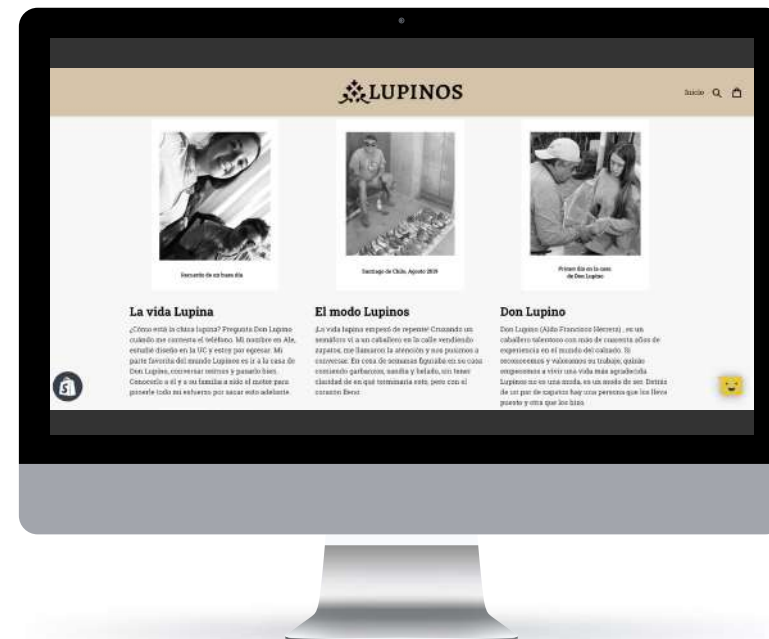 LUPINOS
Inicio
Recuerdo de un buen día
Santiago de Chile, Agosto 2019
Primer día en la casa
de Don Lupino
La vida Lupina
¿Cómo está la chica lupina? Pregunta Don Lupino
cuándo me contesta el teléfono. Mi nombre en Ale,
estudié diseño en la UC y estoy por egresar. Mi
parte favorita del mundo Lupinos es ir a la casa de
Don Lupino, conversar reírnos y pasarlo bien.
Conocerlo a él y a su familia a sido el motor para
ponerle todo mi esfuerzo por sacar esto adelante.
El modo Lupinos
¡La vida lupina empezó de repente! Cruzando un
semáforo vi a un caballero en la calle vendiendo
zapatos, me llamaron la atención y nos pusimos a
conversar. En cosa de semanas figuraba en su casa
comiendo garbanzos, sandía y helado, sin tener
claridad de en qué terminaría esto, pero con el
corazón lleno.
Don Lupino
Don Lupino (Aldo Francisco Herrera) , es un
caballero talentoso con más de cuarenta años de
experiencia en el mundo del calzado. Si
reconocemos y valoramos su trabajo, quizás
empecemos a vivir una vida más agradecida.
Lupinos no es una moda, es un modo de ser. Detrás
de un par de zapatos hay una persona que los lleve
puesto y otra que los hizo.